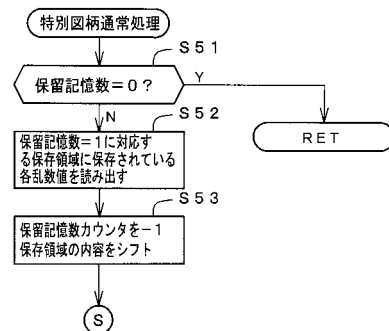 特別図柄通常処理
S51
保留記憶数＝0？
Y
N
S52
RET
保留記憶数＝1に対応す
る保存領域に保存されている
各乱数値を読み出す
S53
保留記憶数カウンタを－1
保存領域の内容をシフト
S